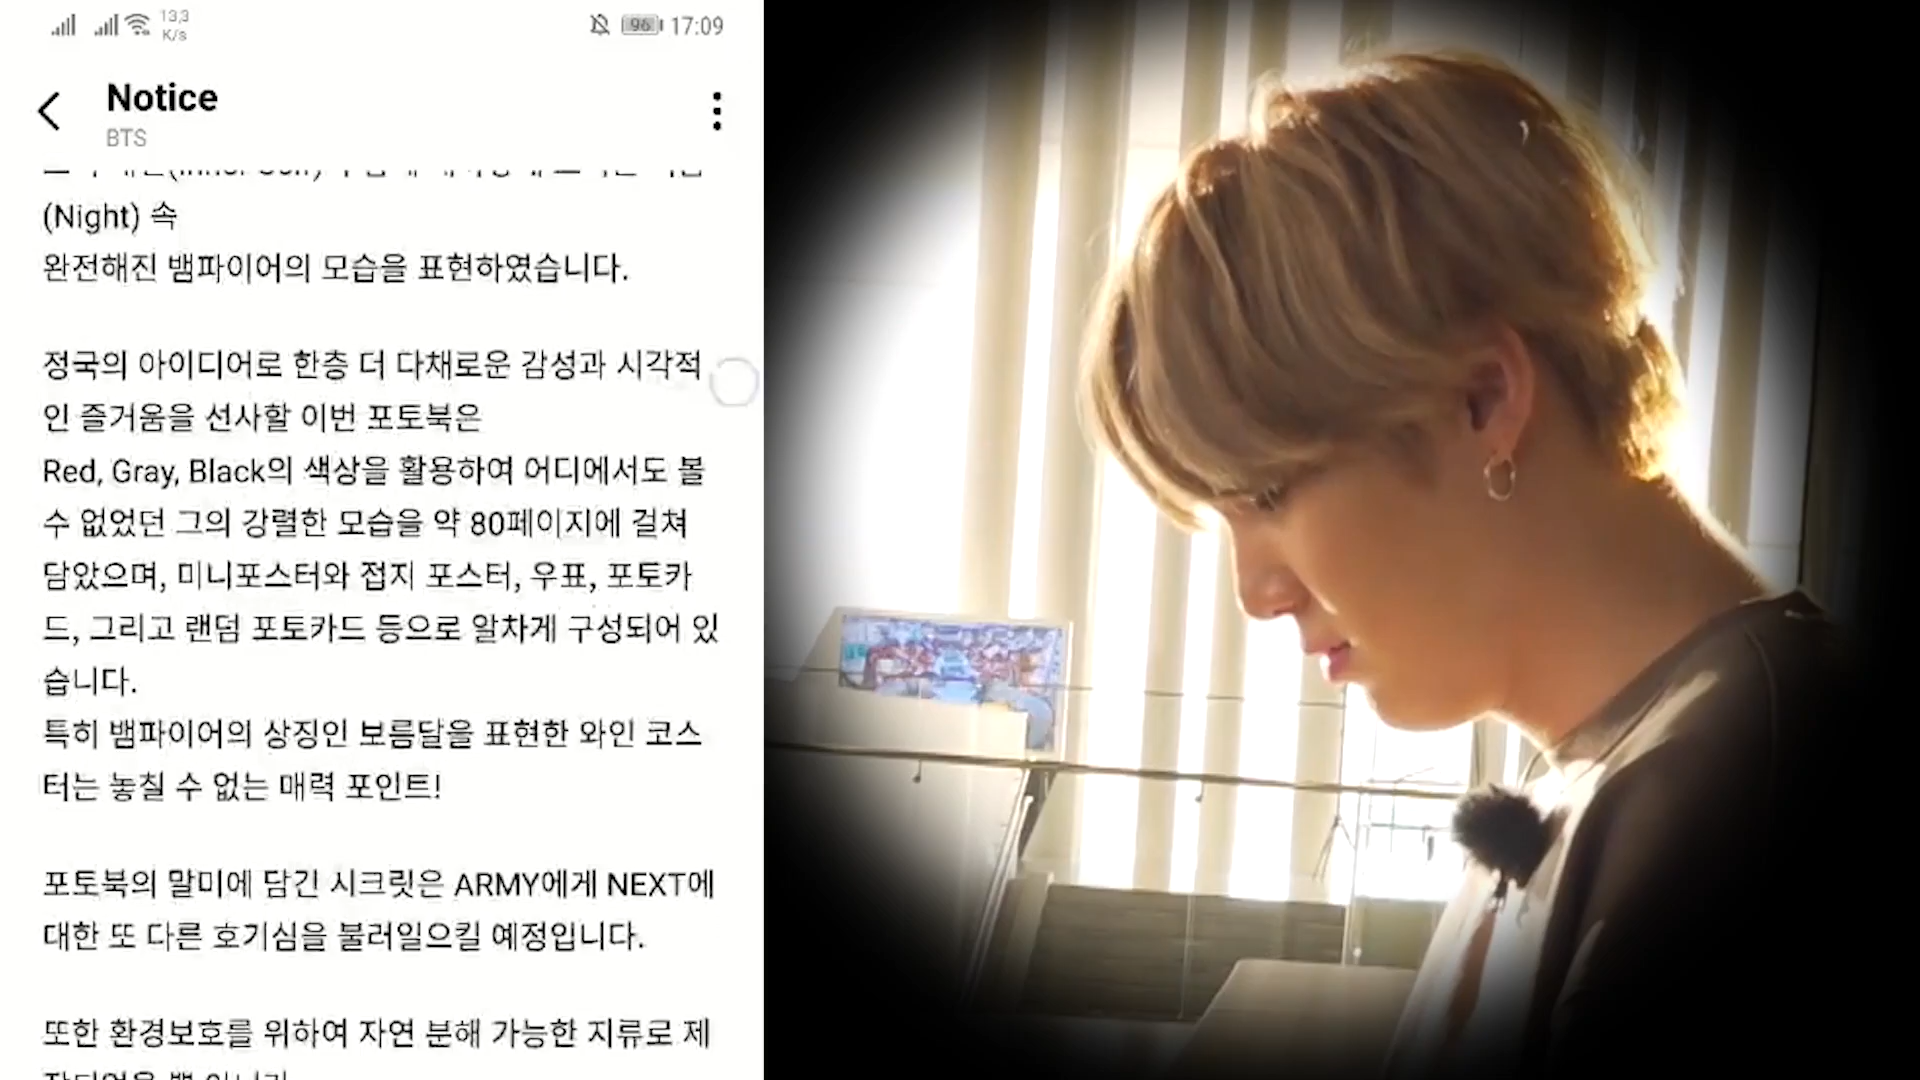 13,3
K/s
96
17:09
Notice
BTS
(Night) 속
완전해진 뱀파이어의 모습을 표현하였습니다.
정국의 아이디어로 한층 더 다채로운 감성과 시각적
인 즐거움을 선사할 이번 포토북은
Red, Gray, Black의 색상을 활용하여 어디에서도 볼
수 없었던 그의 강렬한 모습을 약 80페이지에 걸쳐
담았으며, 미니포스터와 접지 포스터, 우표, 포토카
드, 그리고 랜덤 포토카드 등으로 알차게 구성되어 있
습니다.
특히 뱀파이어의 상징인 보름달을 표현한 와인 코스
터는 놓칠 수 없는 매력 포인트!
포토북의 말미에 담긴 시크릿은 ARMY에게 NEXT에
대한 또 다른 호기심을 불러일으킬 예정입니다.
또한 환경보호를 위하여 자연 분해 가능한 지류로 제